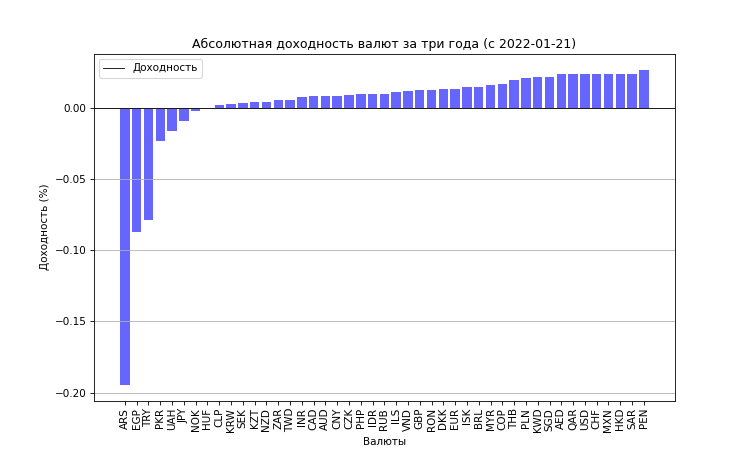 Абсолютная доходность валют за три года (с 2022-01-21)
Доходность
0.00
−0.05
−0.10
−0.15
−0.20
Доходность (%)
ARS EGP TRY PKR UAH JPY NOK HUF CLP KRW SEK KZT NZD ZAR TWD INR CAD AUD CNY CZK PHP IDR RUB ILS VND GBP RON DKK EUR ISK BRL MYR COP THB PLN KWD SGD AED QAR USD CHF MXN HKD SAR PEN
Валюты